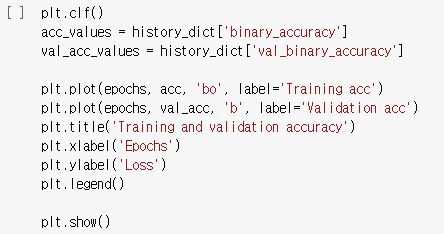 [ ] plt.clf()
acc_values = history_dict['binary_accuracy']
val_acc_values = history_dict['val_binary_accuracy']

plt.plot(epochs, acc, 'bo', label='Training acc')
plt.plot(epochs, val_acc, 'b', label='Validation acc')
plt.title('Training and validation accuracy')
plt.xlabel('Epochs')
plt.ylabel('Loss')
plt.legend()

plt.show()